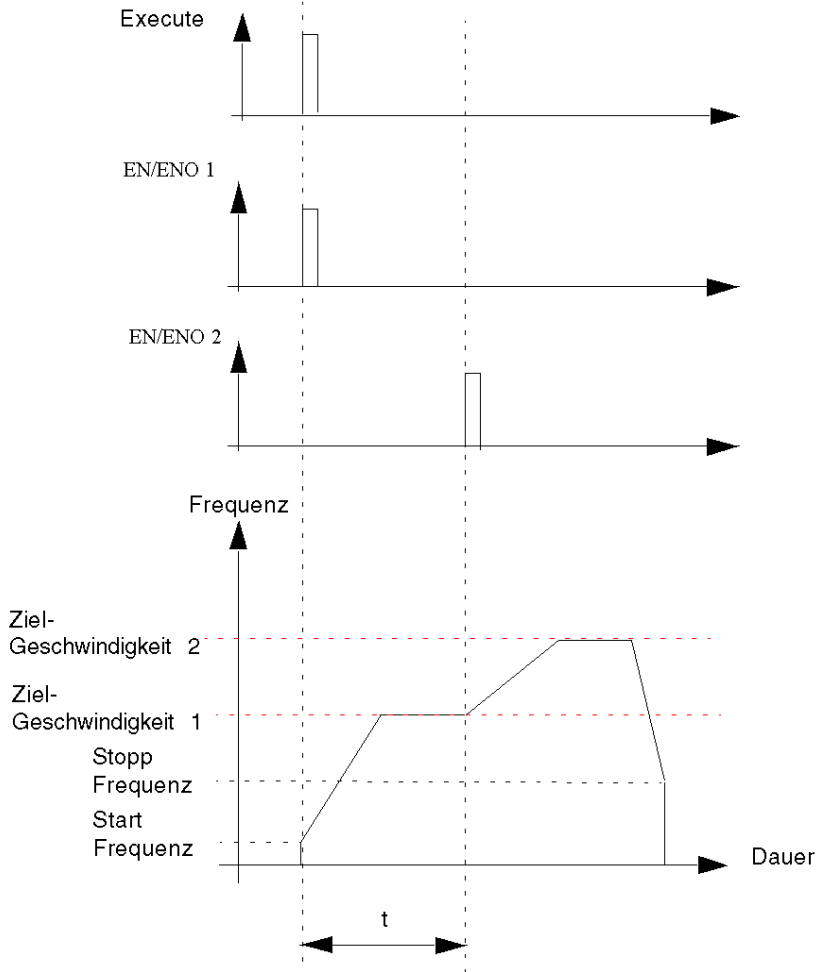 Execute
EN/ENO 1
EN/ENO 2
Frequenz
Ziel-
Geschwindigkeit 2
Ziel-
Geschwindigkeit 1
Stopp
Frequenz
Start
Frequenz
Dauer
t